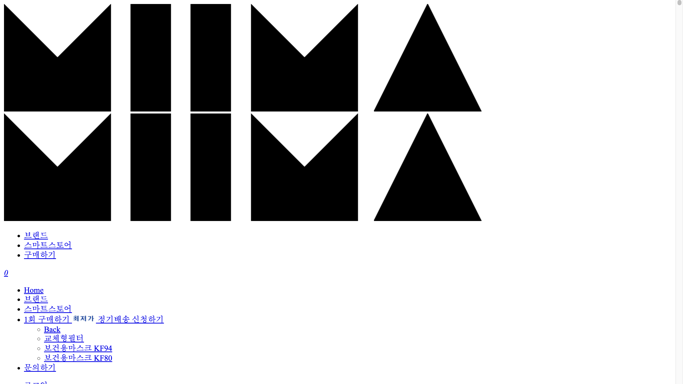 MIIMA
MIIMA
브랜드
스마트스토어
구매하기
0
Home
브랜드
스마트스토어
1회 구매하기 최저가 정기배송 신청하기
Back
교체형필터
보건용마스크 KF94
보건용마스크 KF80
문의하기